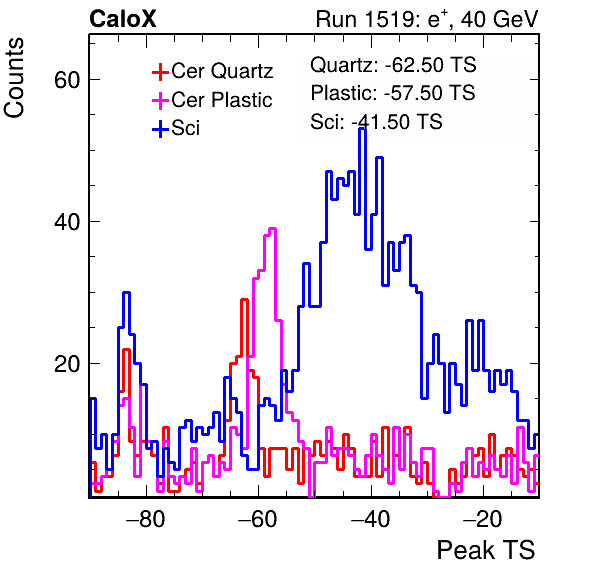 CaloX
Run 1519: e+, 40 GeV
Counts
Cer Quartz
Cer Plastic
Sci
Quartz: -62.50 TS
Plastic: -57.50 TS
Sci: -41.50 TS
60
40
20
−80
−60
−40
−20
Peak TS